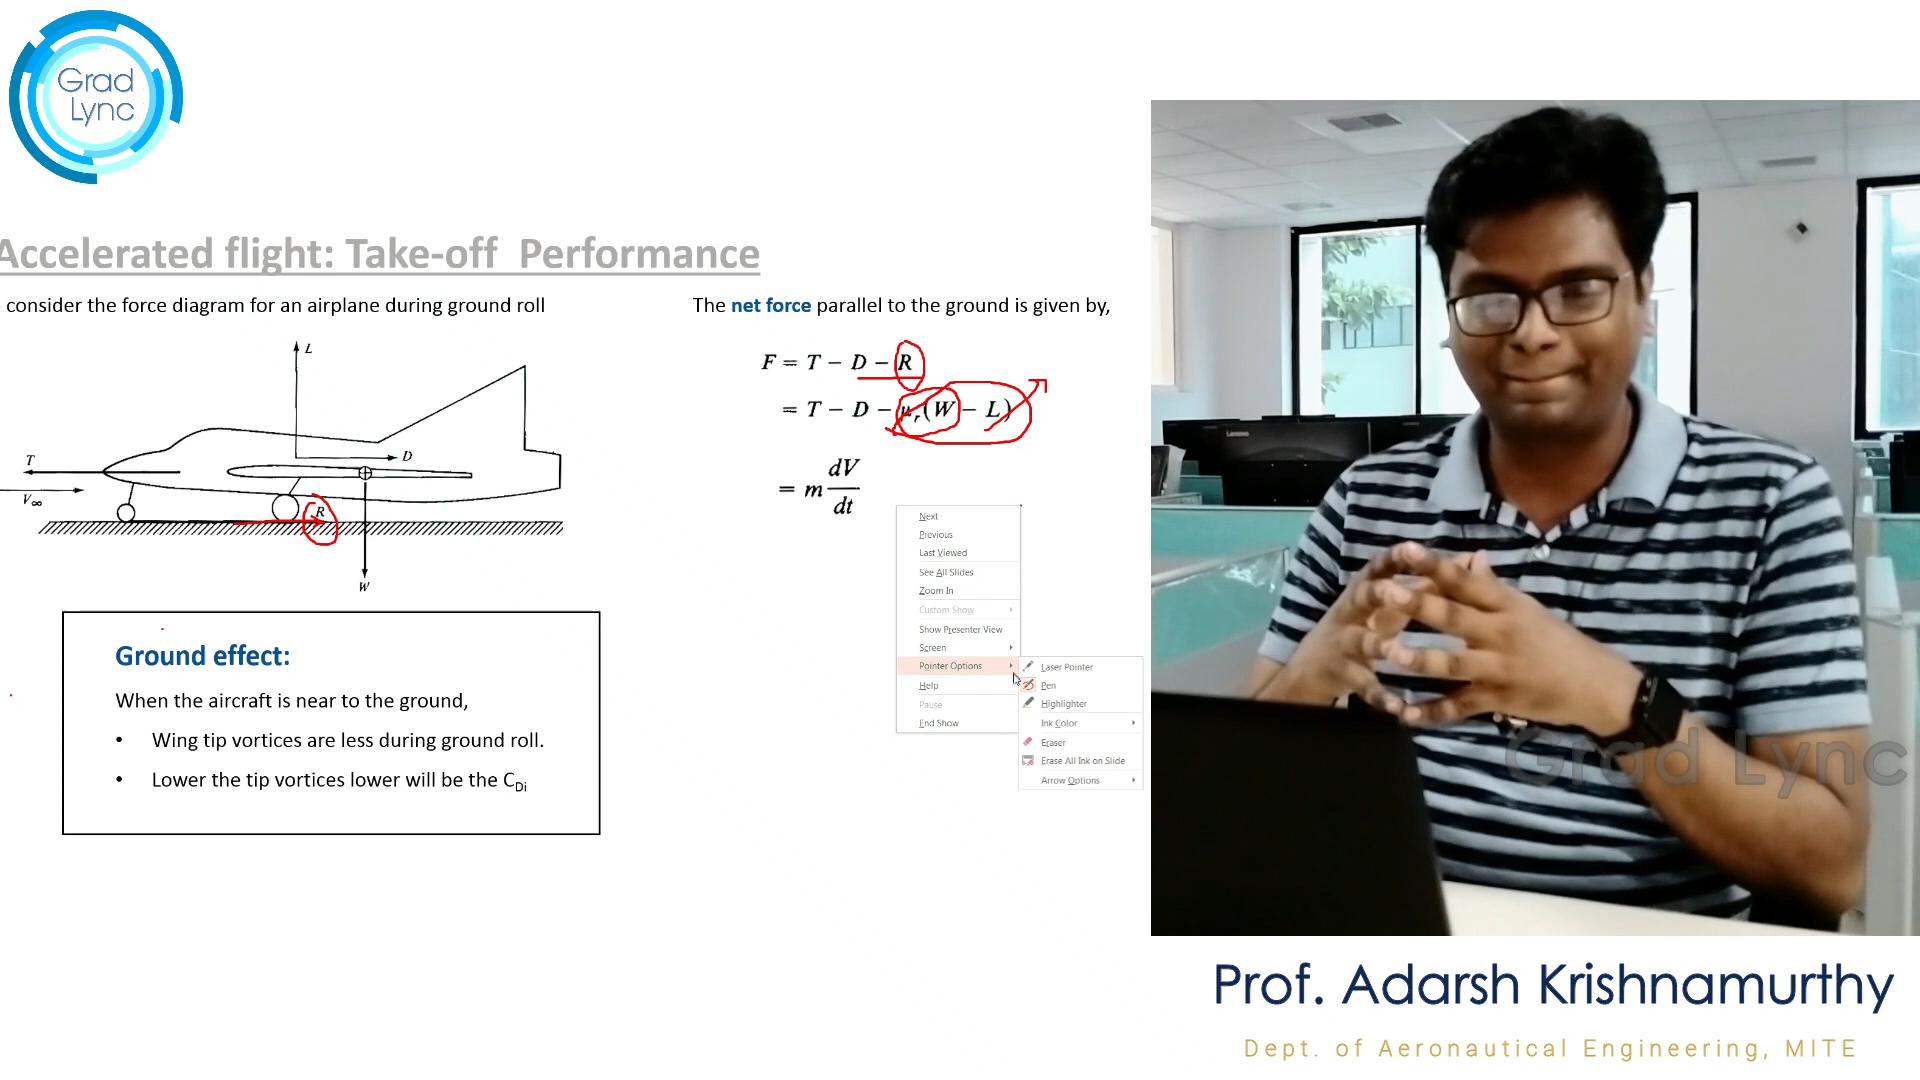 Grad
Lync
Accelerated flight: Take-off Performance
consider the force diagram for an airplane during ground roll
The net force parallel to the ground is given by,
L
D
T
V∞
R
W
F = T − D − R
= T − D − μr(W − L)
= m dV/dt
Ground effect:
When the aircraft is near to the ground,
• Wing tip vortices are less during ground roll.
• Lower the tip vortices lower will be the CDi
Next
Previous
Last Viewed
See All Slides
Zoom In
Custom Show
Show Presenter View
Screen
Pointer Options
Help
Pause
End Show
Laser Pointer
Pen
Highlighter
Ink Color
Eraser
Erase All Ink on Slide
Arrow Options
Lenovo
Grad Lync
Prof. Adarsh Krishnamurthy
Dept. of Aeronautical Engineering, MITE